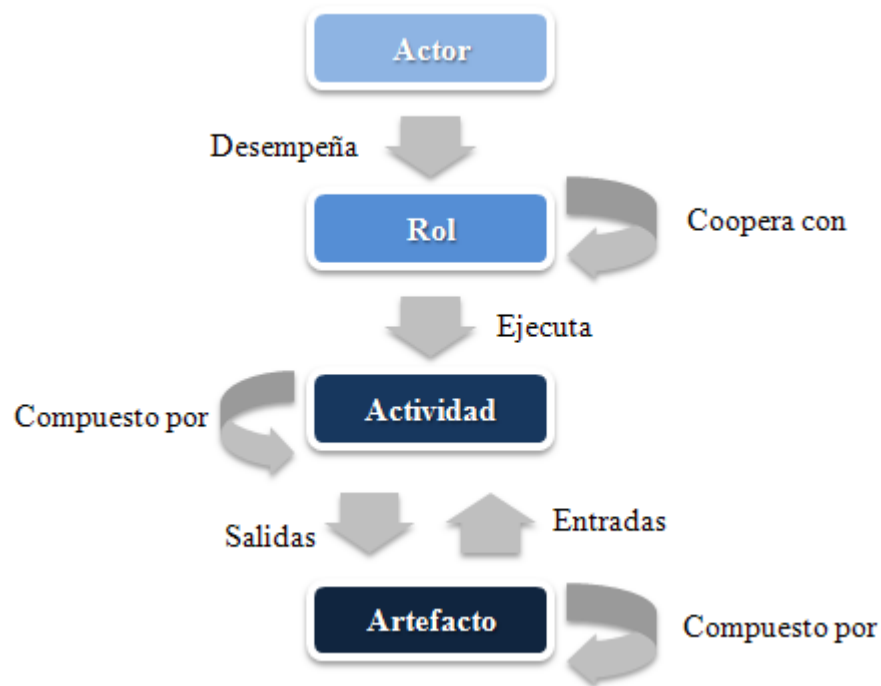 Actor
Desempeña
Rol
Coopera con
Ejecuta
Actividad
Compuesto por
Salidas
Entradas
Artefacto
Compuesto por